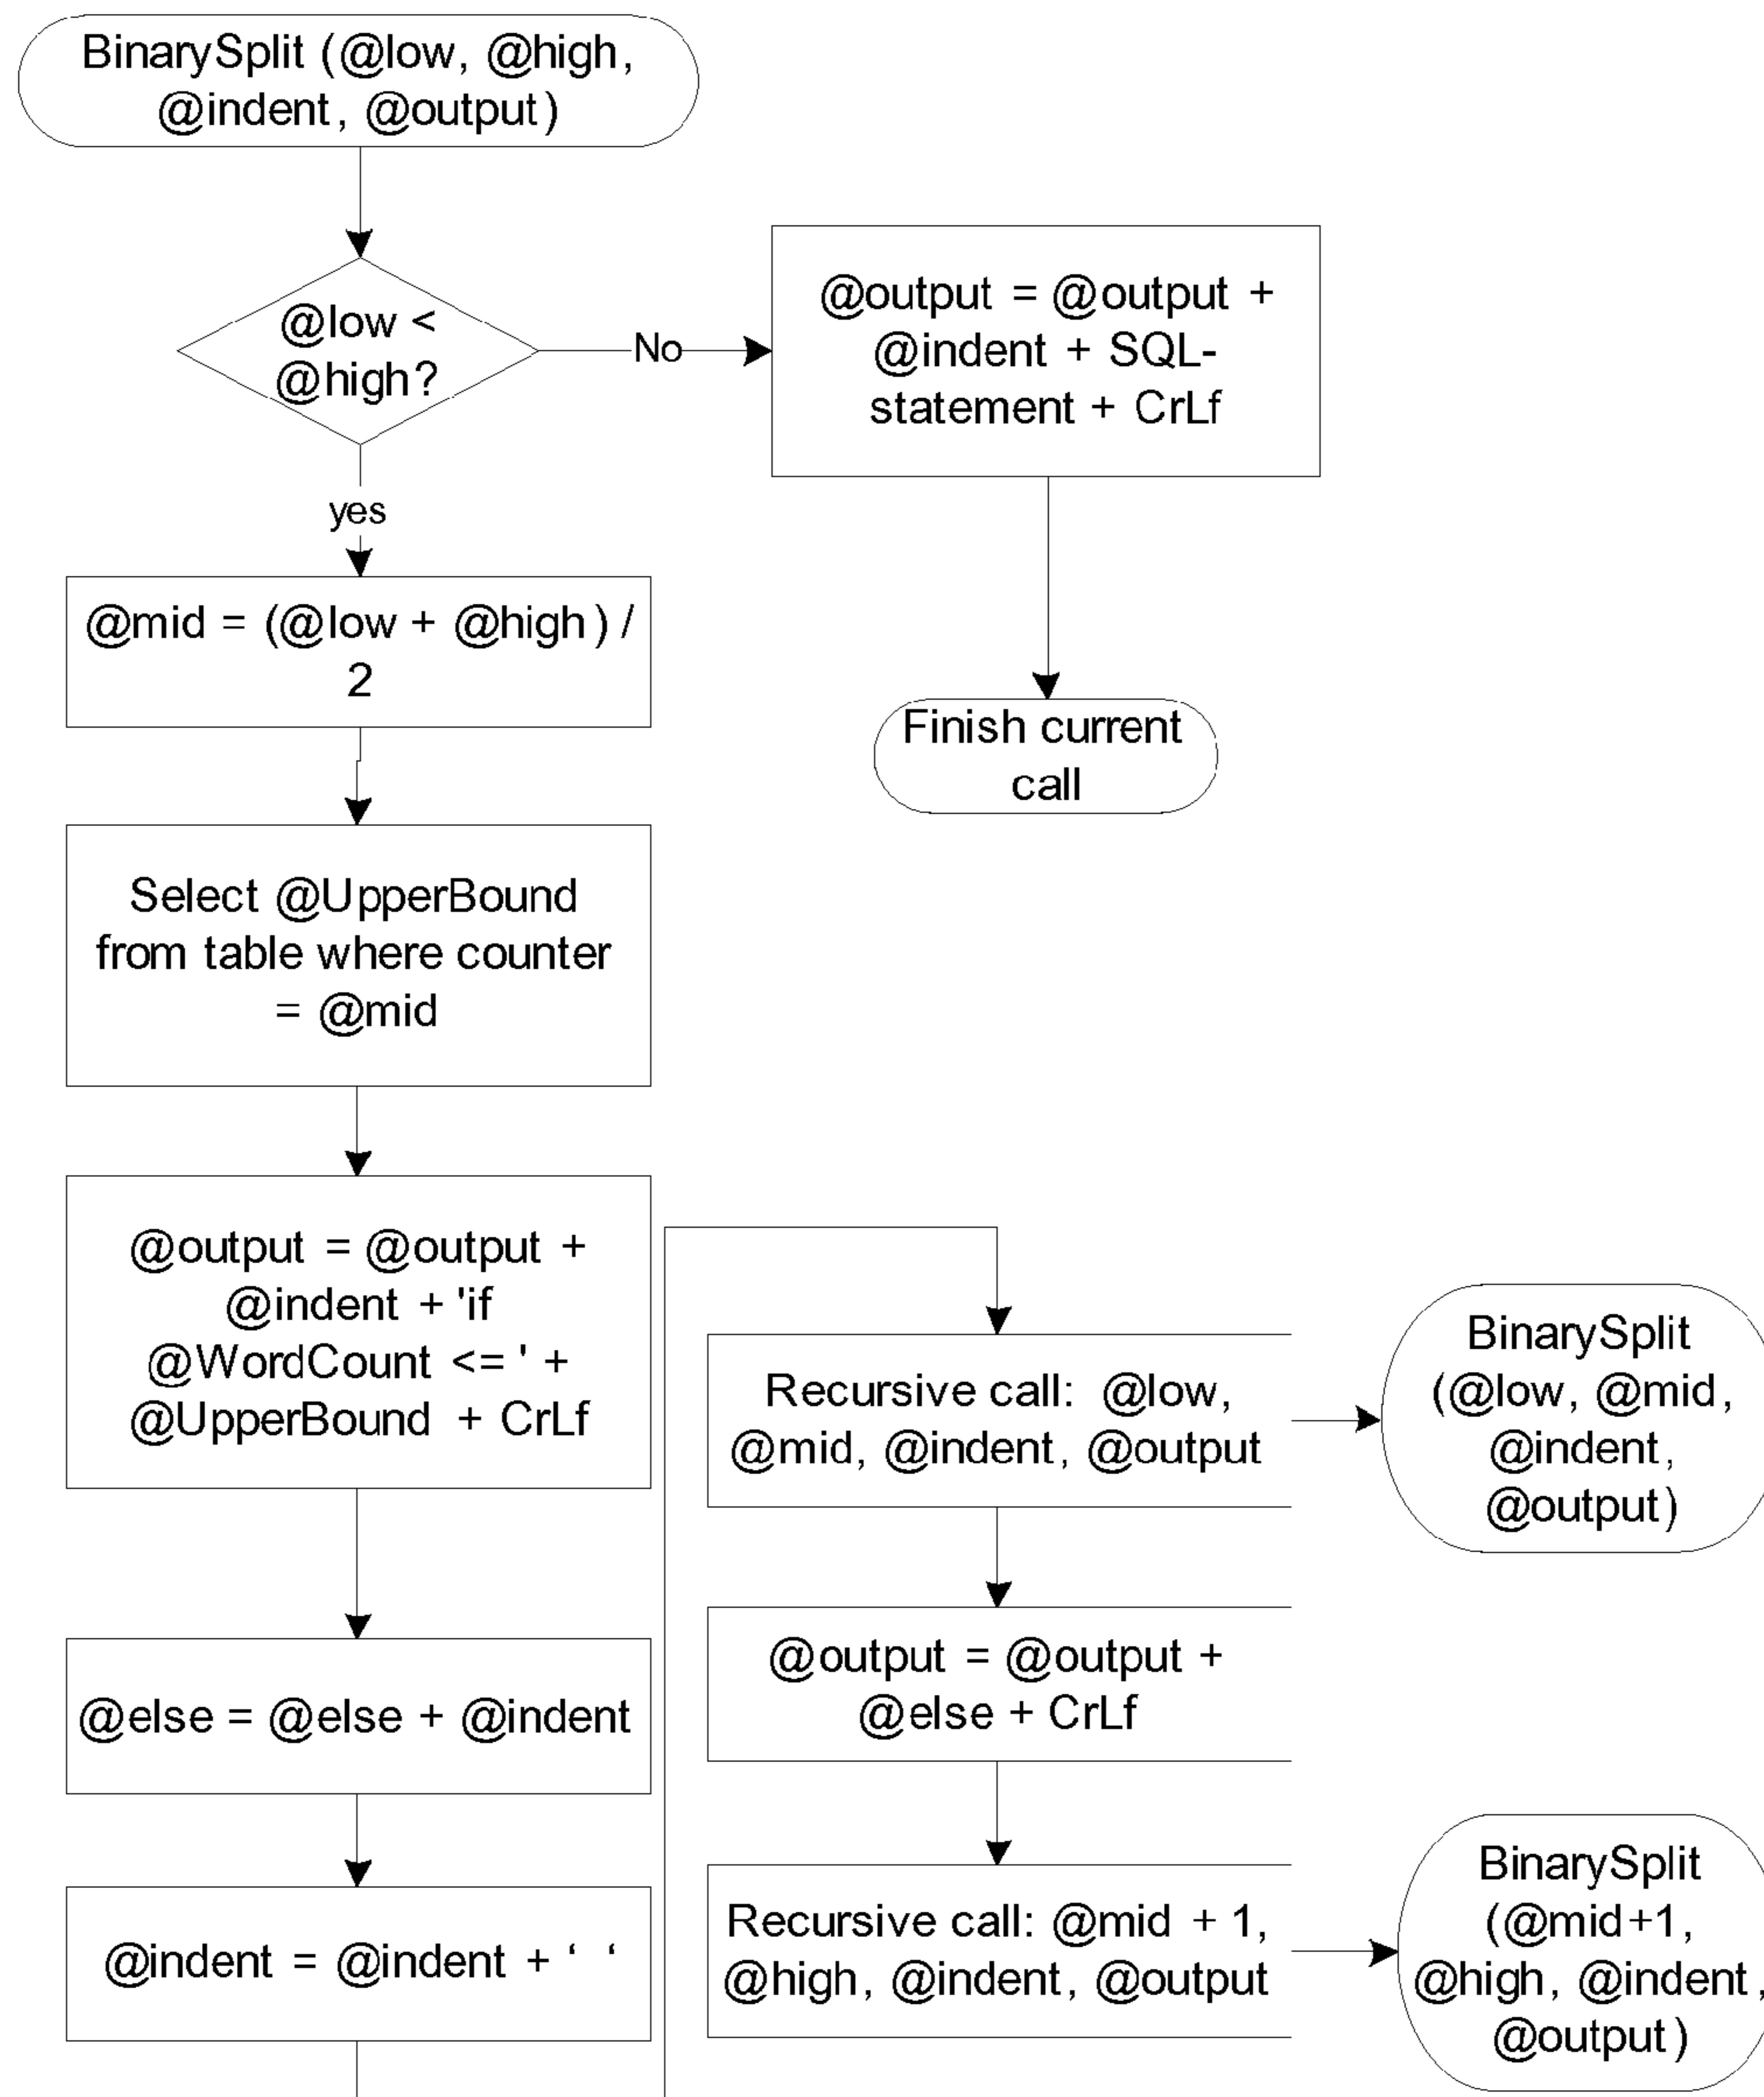 BinarySplit (@low, @high,
@indent, @output)
@low <
@high?
No
@output = @output +
@indent + SQL-
statement + CrLf
Finish current
call
yes
@mid = (@low + @high) /
2
Select @UpperBound
from table where counter
= @mid
@output = @output +
@indent + 'if
@WordCount <= ' +
@UpperBound + CrLf
@else = @else + @indent
@indent = @indent + ‘ ‘
Recursive call: @low,
@mid, @indent, @output
BinarySplit
(@low, @mid,
@indent,
@output)
@output = @output +
@else + CrLf
Recursive call: @mid + 1,
@high, @indent, @output
BinarySplit
(@mid+1,
@high, @indent,
@output)